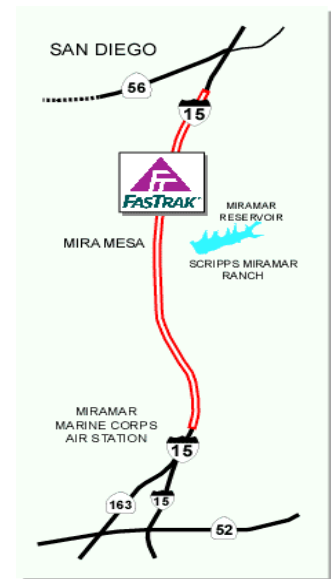 SAN DIEGO
56
15
FASTRAK
MIRAMAR
RESERVOIR
MIRA MESA
SCRIPPS MIRAMAR
RANCH
MIRAMAR
MARINE CORPS
AIR STATION
15
163
15
52